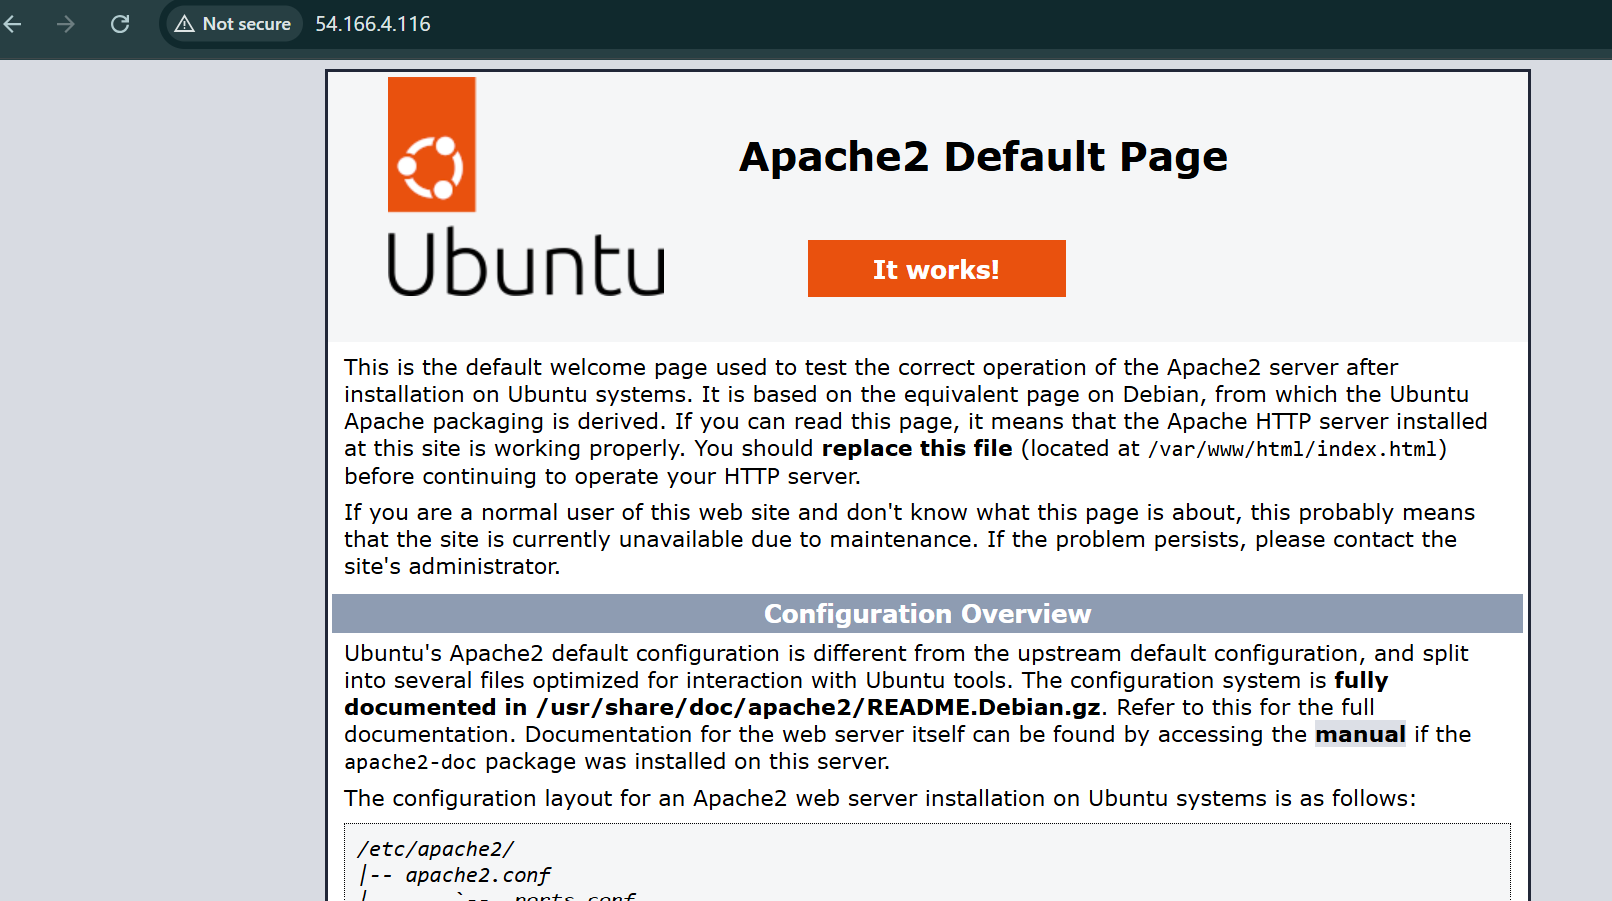 Not secure 54.166.4.116
Apache2 Default Page
Ubuntu
It works!
This is the default welcome page used to test the correct operation of the Apache2 server after
installation on Ubuntu systems. It is based on the equivalent page on Debian, from which the Ubuntu
Apache packaging is derived. If you can read this page, it means that the Apache HTTP server installed
at this site is working properly. You should replace this file (located at /var/www/html/index.html)
before continuing to operate your HTTP server.
If you are a normal user of this web site and don't know what this page is about, this probably means
that the site is currently unavailable due to maintenance. If the problem persists, please contact the
site's administrator.
Configuration Overview
Ubuntu's Apache2 default configuration is different from the upstream default configuration, and split
into several files optimized for interaction with Ubuntu tools. The configuration system is fully
documented in /usr/share/doc/apache2/README.Debian.gz. Refer to this for the full
documentation. Documentation for the web server itself can be found by accessing the manual if the
apache2-doc package was installed on this server.
The configuration layout for an Apache2 web server installation on Ubuntu systems is as follows:
/etc/apache2/
|-- apache2.conf
|       `--  ports.conf